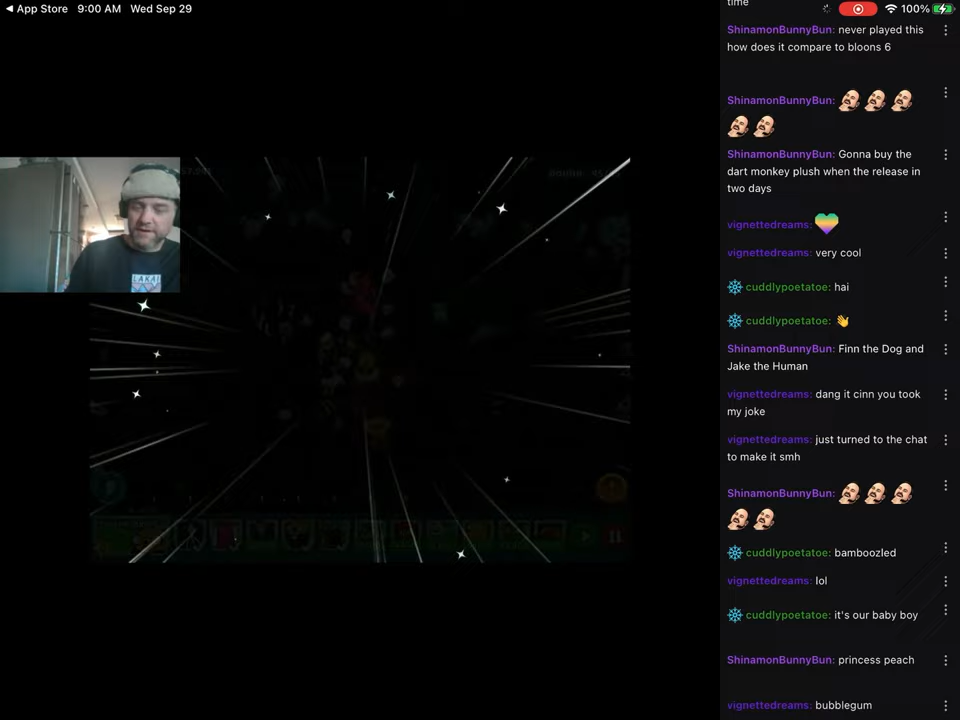 ◀ App Store 9:00 AM Wed Sep 29
100%
time
ShinamonBunnyBun: never played this
how does it compare to bloons 6
ShinamonBunnyBun:
ShinamonBunnyBun: Gonna buy the
dart monkey plush when the release in
two days
vignettedreams:
vignettedreams: very cool
cuddlypoetatoe: hai
cuddlypoetatoe: 👋
ShinamonBunnyBun: Finn the Dog and
Jake the Human
vignettedreams: dang it cinn you took
my joke
vignettedreams: just turned to the chat
to make it smh
ShinamonBunnyBun:
cuddlypoetatoe: bamboozled
vignettedreams: lol
cuddlypoetatoe: it's our baby boy
ShinamonBunnyBun: princess peach
vignettedreams: bubblegum
LAKAI